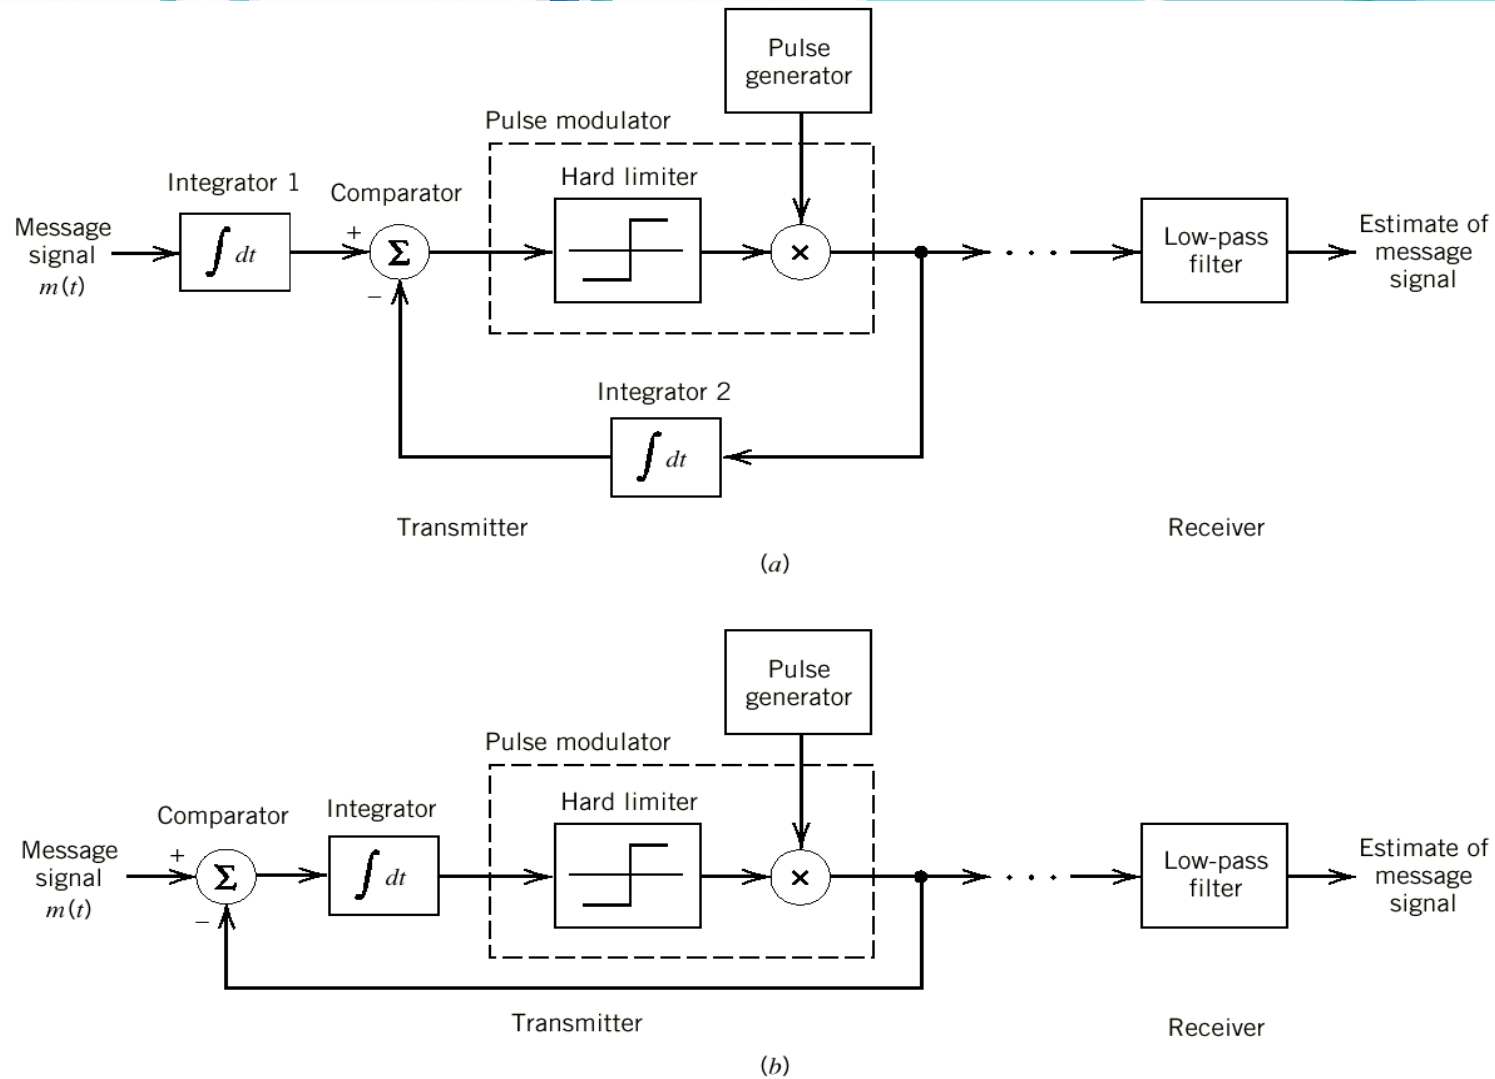 Pulse
generator
Pulse modulator
Integrator 1
Comparator
Hard limiter
Message
signal
m(t)
∫ dt
+
Σ
−
×
. . .
Low-pass
filter
Estimate of
message
signal
Integrator 2
∫ dt
Transmitter
Receiver
(a)
Pulse
generator
Pulse modulator
Comparator
Integrator
Hard limiter
Message
signal
m(t)
+
Σ
−
∫ dt
×
. . .
Low-pass
filter
Estimate of
message
signal
Transmitter
Receiver
(b)